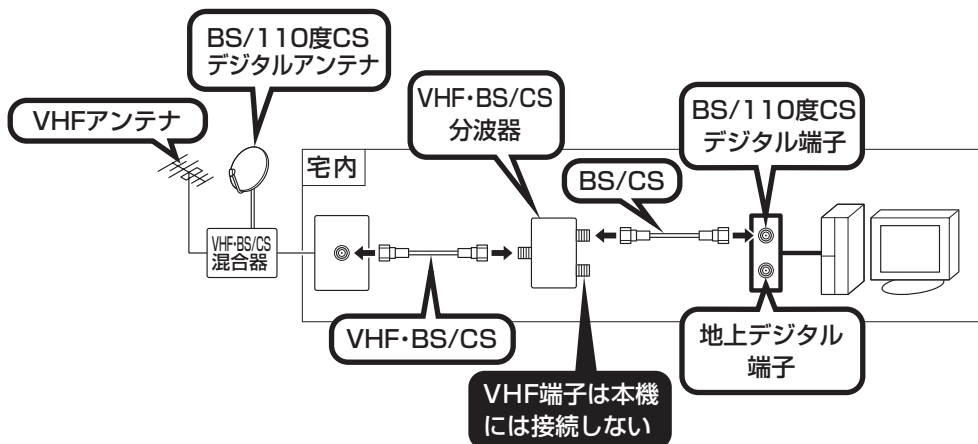 BS/110度CS
デジタルアンテナ
VHFアンテナ
VHF・BS/CS
分波器
BS/110度CS
デジタル端子
宅内
BS/CS
VHF・BS/CS
混合器
VHF・BS/CS
地上デジタル
端子
VHF端子は本機
には接続しない